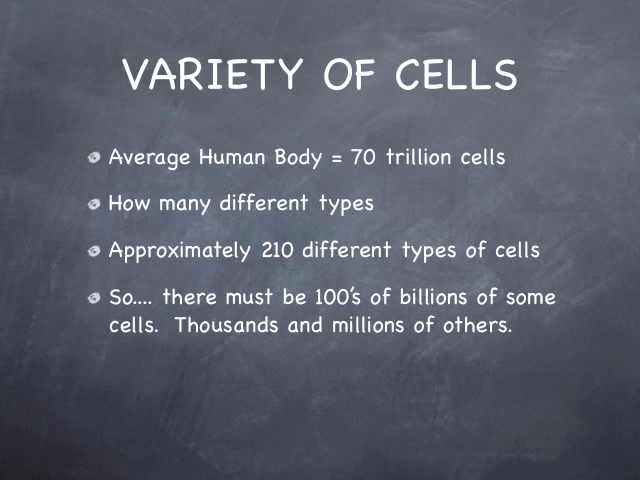 VARIETY OF CELLS
Average Human Body = 70 trillion cells
How many different types
Approximately 210 different types of cells
So.... there must be 100's of billions of some
cells. Thousands and millions of others.